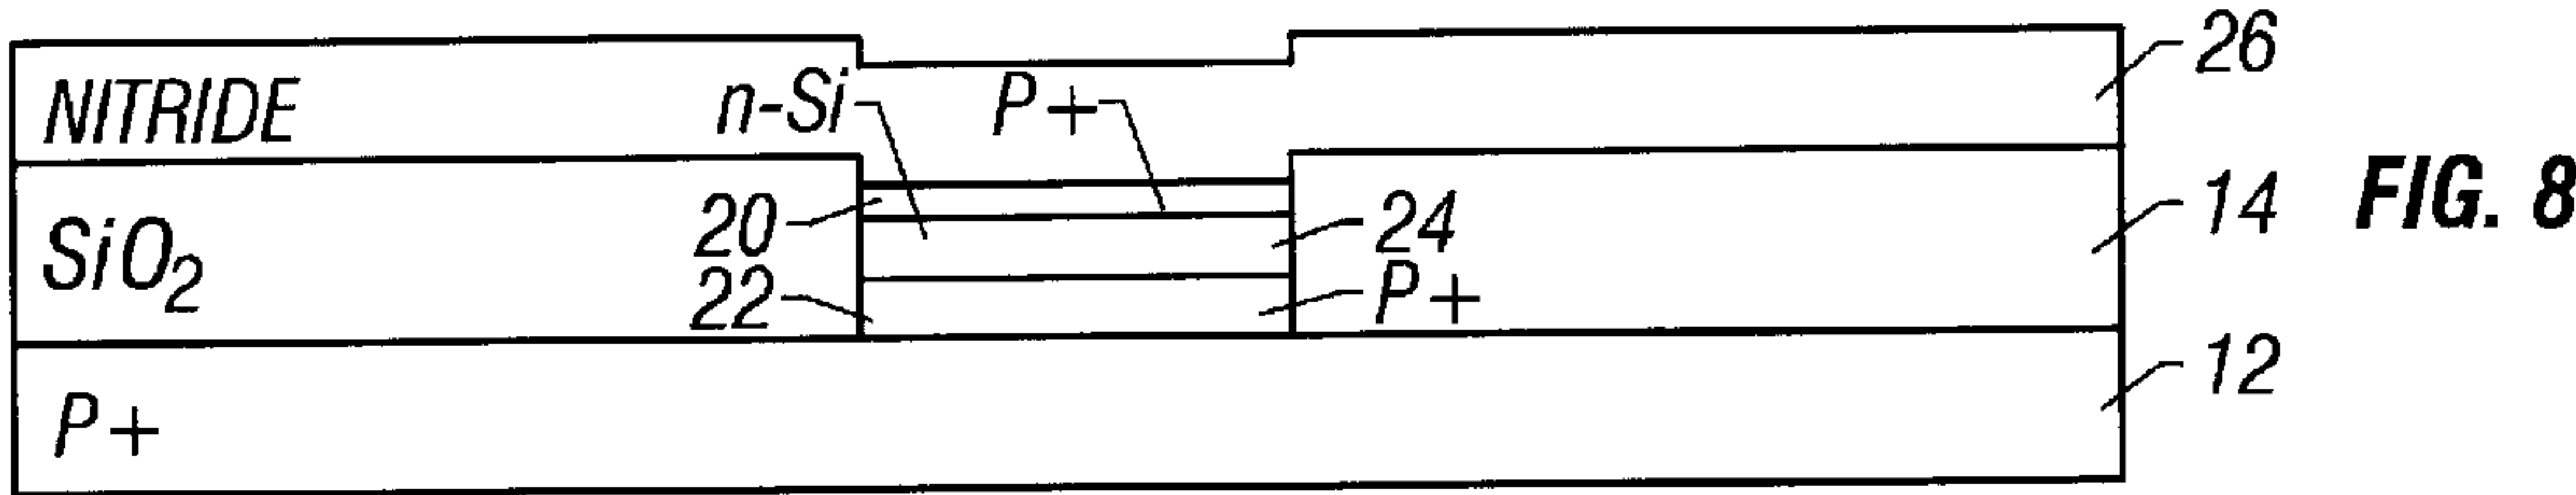 26
NITRIDE
n-Si
P+
20
24
14
FIG. 8
SiO2
22
P+
12
P+